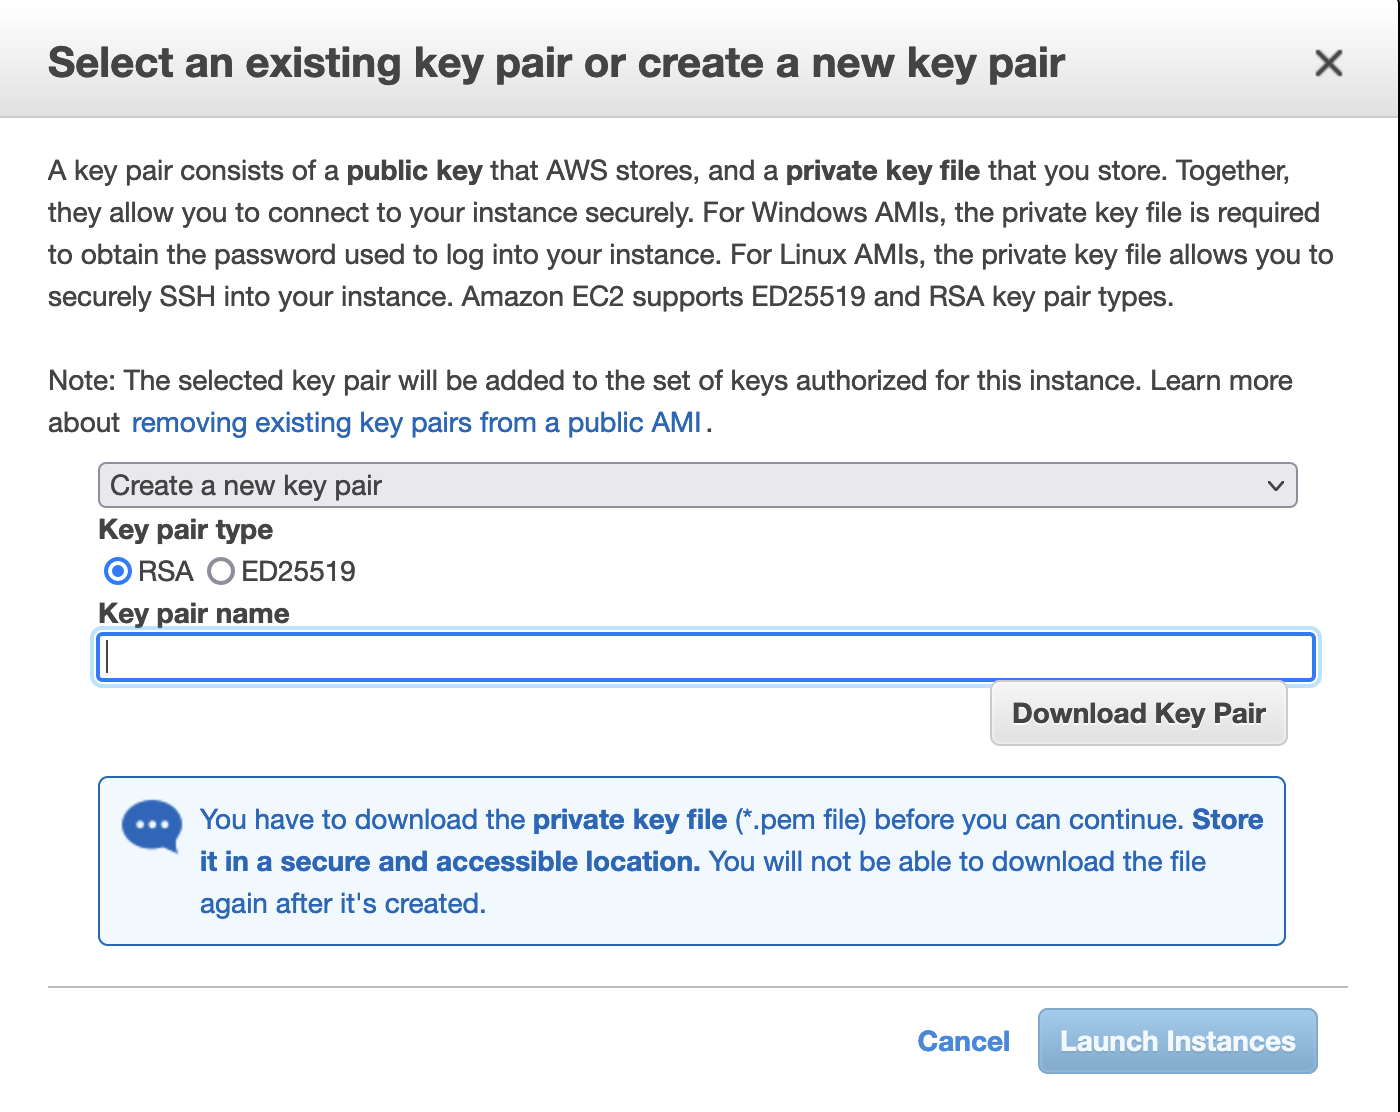 Select an existing key pair or create a new key pair
A key pair consists of a public key that AWS stores, and a private key file that you store. Together,
they allow you to connect to your instance securely. For Windows AMIs, the private key file is required
to obtain the password used to log into your instance. For Linux AMIs, the private key file allows you to
securely SSH into your instance. Amazon EC2 supports ED25519 and RSA key pair types.
Note: The selected key pair will be added to the set of keys authorized for this instance. Learn more
about removing existing key pairs from a public AMI.
Create a new key pair
Key pair type
RSA ED25519
Key pair name
Download Key Pair
You have to download the private key file (*.pem file) before you can continue. Store
it in a secure and accessible location. You will not be able to download the file
again after it's created.
Cancel Launch Instances